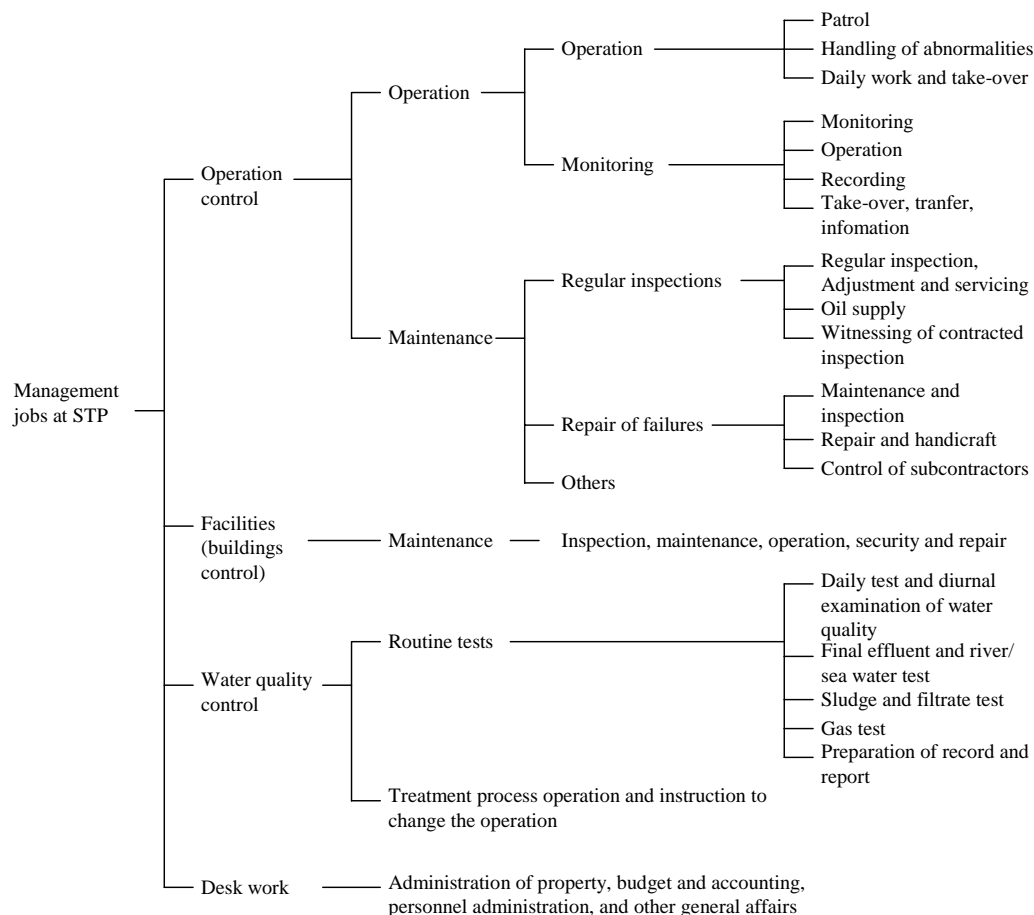 Management
jobs at STP
Operation
control
Operation
Operation
Patrol
Handling of abnormalities
Daily work and take-over
Monitoring
Monitoring
Operation
Recording
Take-over, tranfer,
infomation
Maintenance
Regular inspections
Regular inspection,
Adjustment and servicing
Oil supply
Witnessing of contracted
inspection
Repair of failures
Maintenance and
inspection
Repair and handicraft
Control of subcontractors
Others
Facilities
(buildings
control)
Maintenance
Inspection, maintenance, operation, security and repair
Water quality
control
Routine tests
Daily test and diurnal
examination of water
quality
Final effluent and river/
sea water test
Sludge and filtrate test
Gas test
Preparation of record and
report
Treatment process operation and instruction to
change the operation
Desk work
Administration of property, budget and accounting,
personnel administration, and other general affairs